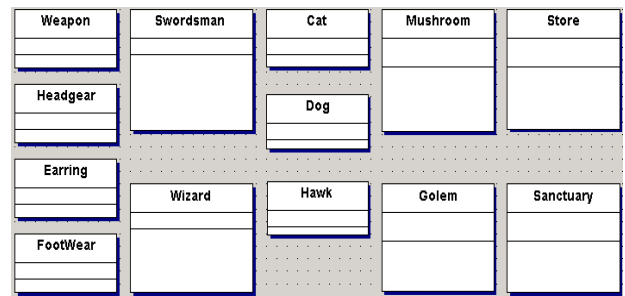 Weapon
Swordsman
Cat
Mushroom
Store
Headgear
Dog
Earring
Wizard
Hawk
Golem
Sanctuary
FootWear